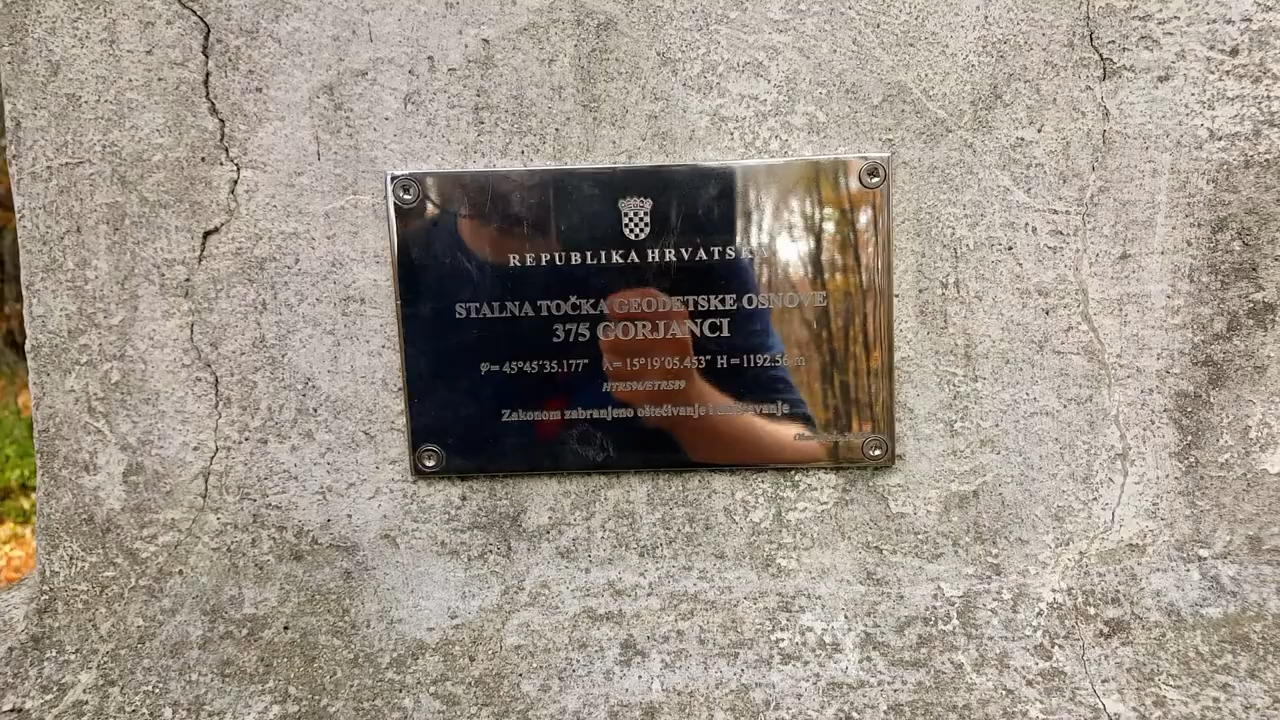 REPUBLIKA HRVATSKA
STALNA TOČKA GEODETSKE OSNOVE
375 GORJANCI
φ= 45°45'35.177" λ= 15°19'05.453" H=1192.56 m
HTRS96/ETRS89
Zakonom zabranjeno oštećivanje i uništavanje